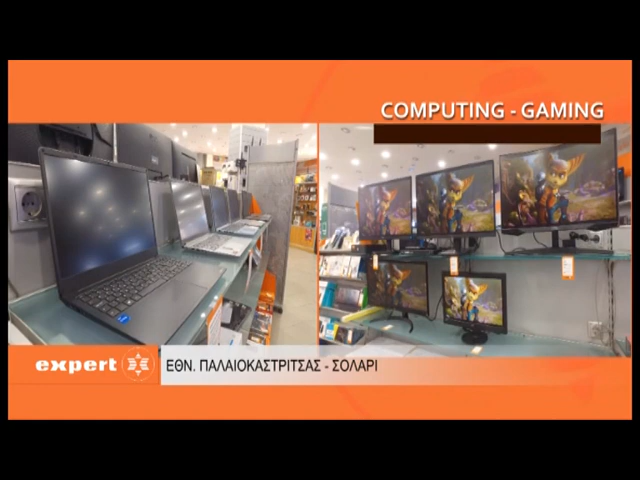 COMPUTING - GAMING
expert
ΕΘΝ. ΠΑΛΑΙΟΚΑΣΤΡΙΤΣΑΣ - ΣΟΛΑΡΙ